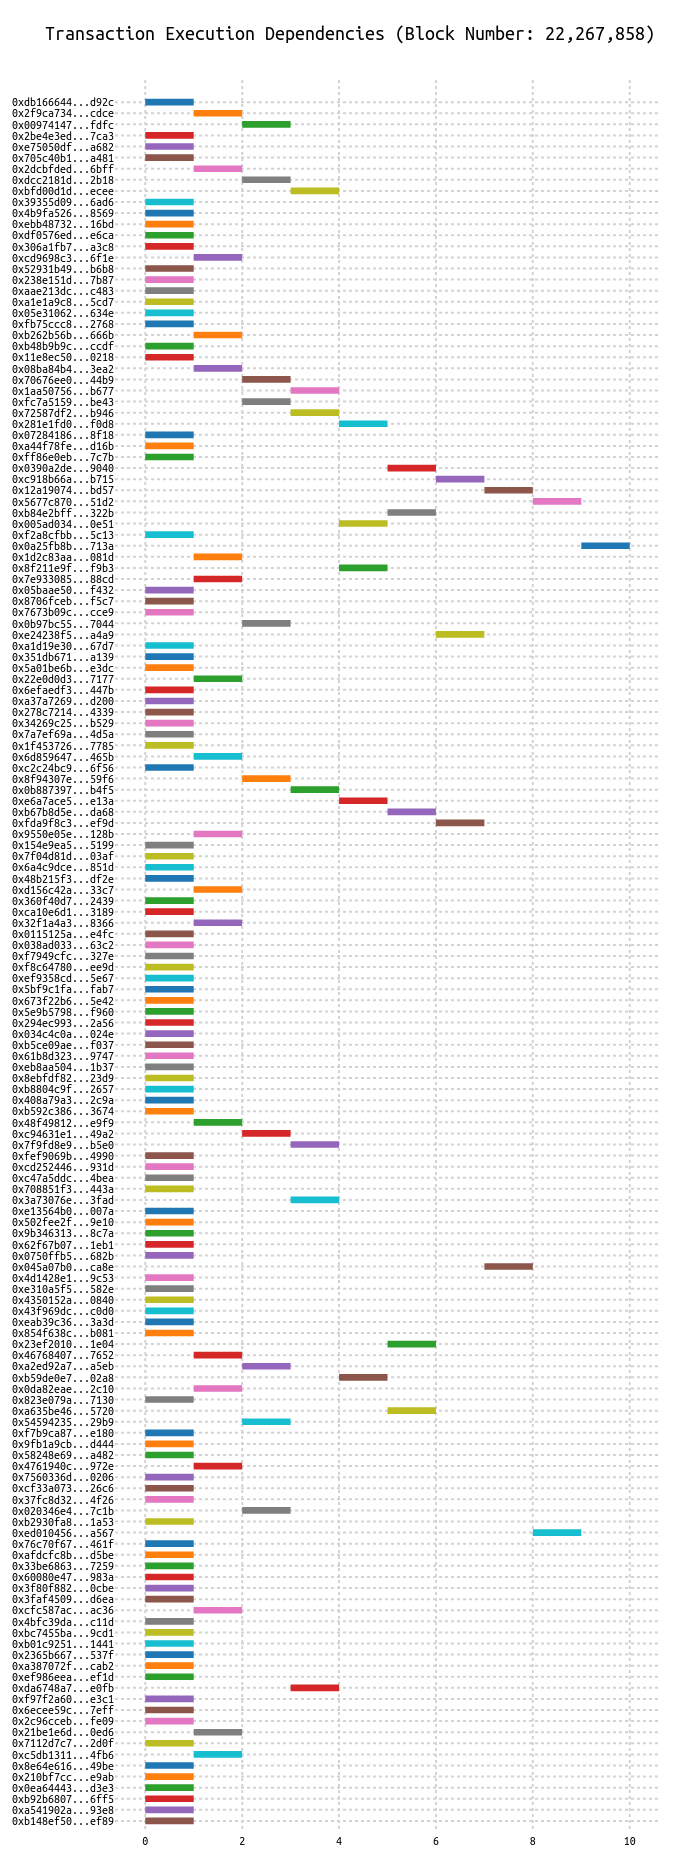 Transaction Execution Dependencies (Block Number: 22,267,858)
0xdb166644...d92c
0x2f9ca734...cdce
0x00974147...fdfc
0x2be4e3ed...7ca3
0xe75050df...a682
0x705c40b1...a481
0x2dcbfded...6bff
0xdcc2181d...2b18
0xbfd00d1d...ecee
0x39355d09...6ad6
0x4b9fa526...8569
0xebb48732...16bd
0xdf0576ed...e6ca
0x306a1fb7...a3c8
0xcd9698c3...6f1e
0x52931b49...b6b8
0x238e151d...7b87
0xaae213dc...c483
0xa1e1a9c8...5cd7
0x05e31062...634e
0xfb75ccc8...2768
0xb262b56b...666b
0xb48b9b9c...ccdf
0x11e8ec50...0218
0x08ba84b4...3ea2
0x70676ee0...44b9
0x1aa50756...b677
0xfc7a5159...be43
0x72587df2...b946
0x281e1fd0...f0d8
0x07284186...8f18
0xa44f78fe...d16b
0xff86e0eb...7c7b
0x0390a2de...9040
0xc918b66a...b715
0x12a19074...bd57
0x5677c870...51d2
0xb84e2bff...322b
0x005ad034...0e51
0xf2a8cfbb...5c13
0x0a25fb8b...713a
0x1d2c83aa...081d
0x8f211e9f...f9b3
0x7e933085...88cd
0x05baae50...f432
0x8706fceb...f5c7
0x7673b09c...cce9
0x0b97bc55...7044
0xe24238f5...a4a9
0xa1d19e30...67d7
0x351db671...a139
0x5a01be6b...e3dc
0x22e0d0d3...7177
0x6efaedf3...447b
0xa37a7269...d200
0x278c7214...4339
0x34269c25...b529
0x7a7ef69a...4d5a
0x1f453726...7785
0x6d859647...465b
0xc2c24bc9...6f56
0x8f94307e...59f6
0x0b887397...b4f5
0xe6a7ace5...e13a
0xb67b8d5e...da68
0xfda9f8c3...ef9d
0x9550e05e...128b
0x154e9ea5...5199
0x7f04d81d...03af
0x6a4c9dce...851d
0x48b215f3...df2e
0xd156c42a...33c7
0x360f40d7...2439
0xca10e6d1...3189
0x32f1a4a3...8366
0x0115125a...e4fc
0x038ad033...63c2
0xf7949cfc...327e
0xf8c64780...ee9d
0xef9358cd...5e67
0x5bf9c1fa...fab7
0x673f22b6...5e42
0x5e9b5798...f960
0x294ec993...2a56
0x034c4c0a...024e
0xb5ce09ae...f037
0x61b8d323...9747
0xeb8aa504...1b37
0x8ebfdf82...23d9
0xb8804c9f...2657
0x408a79a3...2c9a
0xb592c386...3674
0x48f49812...e9f9
0xc94631e1...49a2
0x7f9fd8e9...b5e0
0xfef9069b...4990
0xcd252446...931d
0xc47a5ddc...4bea
0x708851f3...443a
0x3a73076e...3fad
0xe13564b0...007a
0x502fee2f...9e10
0x9b346313...8c7a
0x62f67b07...1eb1
0x0750ffb5...682b
0x045a07b0...ca8e
0x4d1428e1...9c53
0xe310a5f5...582e
0x4350152a...0840
0x43f969dc...c0d0
0xeab39c36...3a3d
0x854f638c...b081
0x23ef2010...1e04
0x46768407...7652
0xa2ed92a7...a5eb
0xb59de0e7...02a8
0x0da82eae...2c10
0x823e079a...7130
0xa635be46...5720
0x54594235...29b9
0xf7b9ca87...e180
0x9fb1a9cb...d444
0x58248e69...a482
0x4761940c...972e
0x7560336d...0206
0xcf33a073...26c6
0x37fc8d32...4f26
0x020346e4...7c1b
0xb2930fa8...1a53
0xed010456...a567
0x76c70f67...461f
0xafdcfc8b...d5be
0x33be6863...7259
0x60080e47...983a
0x3f80f882...0cbe
0x3faf4509...d6ea
0xcfc587ac...ac36
0x4bfc39da...c11d
0xbc7455ba...9cd1
0xb01c9251...1441
0x2365b667...537f
0xa387072f...cab2
0xef986eea...ef1d
0xda6748a7...e0fb
0xf97f2a60...e3c1
0x6ecee59c...7eff
0x2c96cceb...fe09
0x21be1e6d...0ed6
0x7112d7c7...2d0f
0xc5db1311...4fb6
0x8e64e616...49be
0x210bf7cc...e9ab
0x0ea64443...d3e3
0xb92b6807...6ff5
0xa541902a...93e8
0xb148ef50...ef89
0 2 4 6 8 10